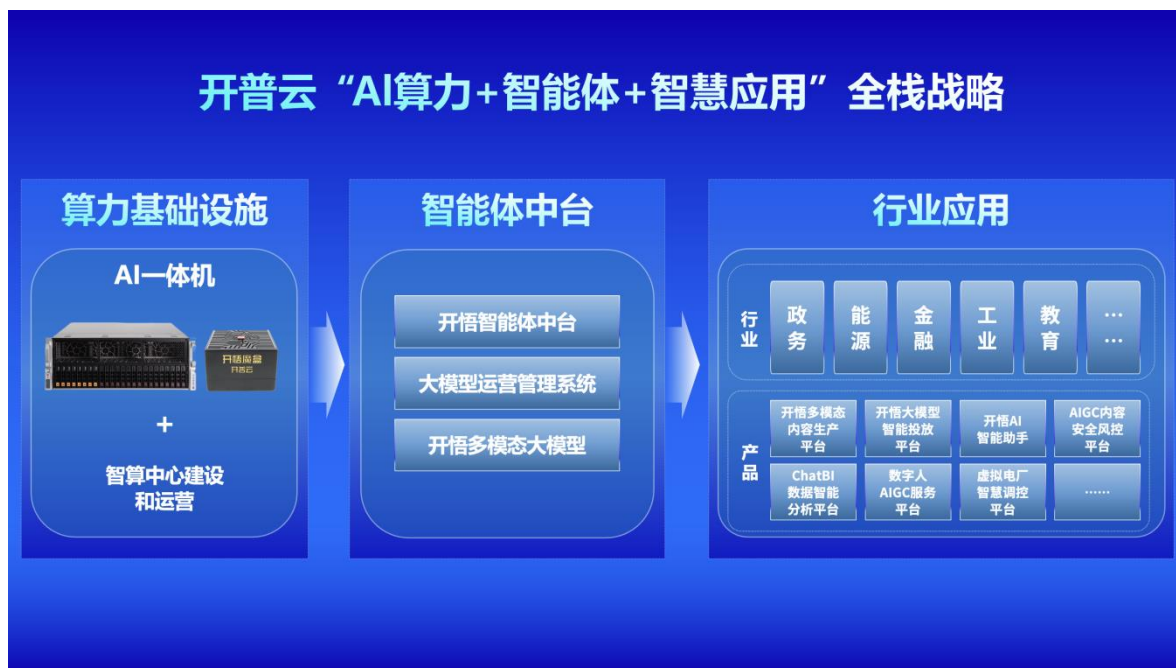 开普云“AI算力+智能体+智慧应用”全栈战略
算力基础设施
AI一体机
开悟魔盒
开普云
+
智算中心建设
和运营
智能体中台
开悟智能体中台
大模型运营管理系统
开悟多模态大模型
行业应用
行业
政务
能源
金融
工业
教育
……
产品
开悟多模态
内容生产
平台
开悟大模型
智能投放
平台
开悟AI
智能助手
AIGC内容
安全风控
平台
ChatBI
数据智能
分析平台
数字人
AIGC服务
平台
虚拟电厂
智慧调控
平台
……